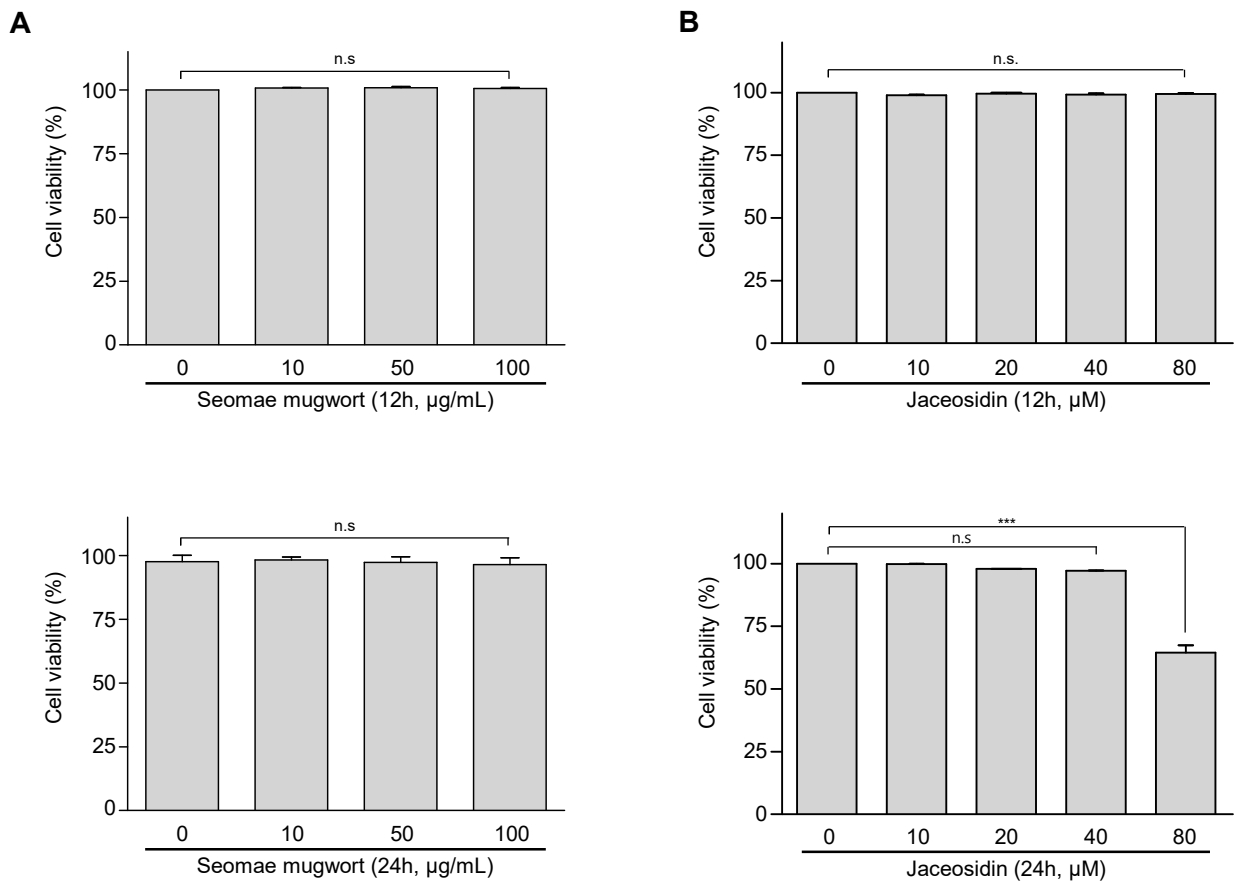 A
n.s
100
75
50
25
0
Cell viability (%)
0 10 50 100
Seomae mugwort (12h, µg/mL)
B
n.s.
100
75
50
25
0
Cell viability (%)
0 10 20 40 80
Jaceosidin (12h, µM)
n.s
100
75
50
25
0
Cell viability (%)
0 10 50 100
Seomae mugwort (24h, µg/mL)
***
n.s
100
75
50
25
0
Cell viability (%)
0 10 20 40 80
Jaceosidin (24h, µM)